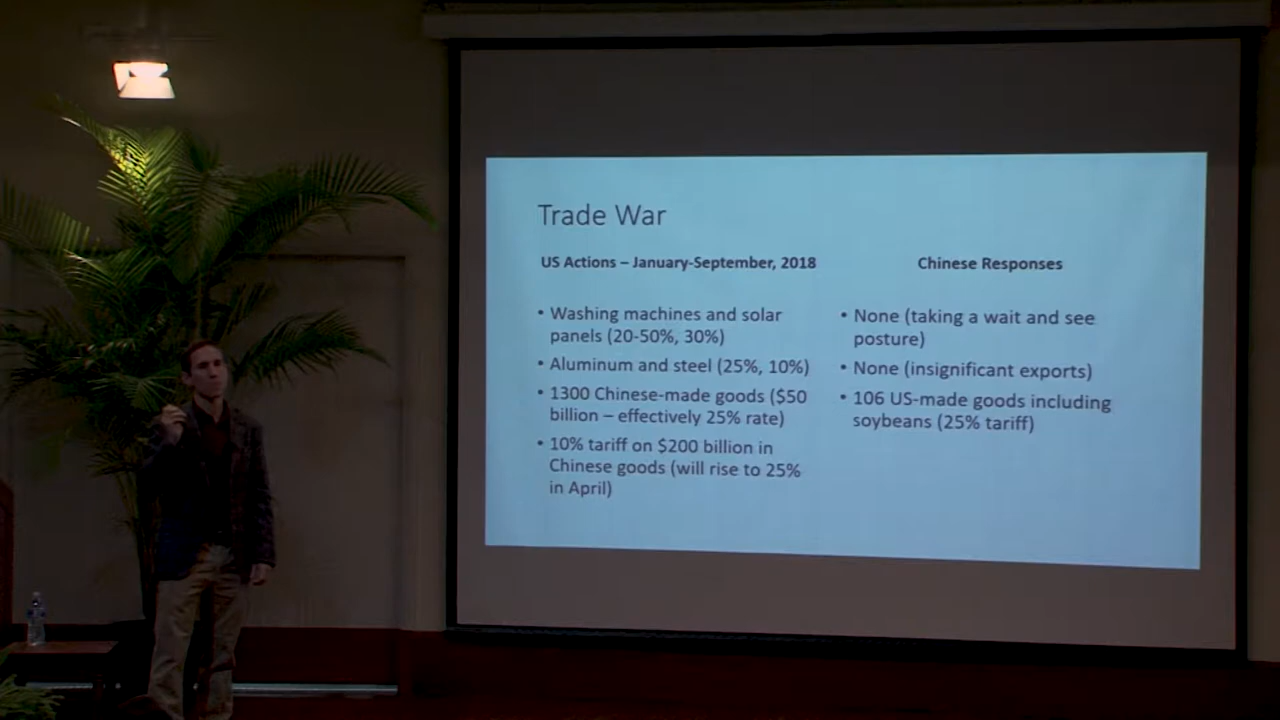 Trade War
US Actions – January-September, 2018
• Washing machines and solar
panels (20-50%, 30%)
• Aluminum and steel (25%, 10%)
• 1300 Chinese-made goods ($50
billion – effectively 25% rate)
• 10% tariff on $200 billion in
Chinese goods (will rise to 25%
in April)
Chinese Responses
• None (taking a wait and see
posture)
• None (insignificant exports)
• 106 US-made goods including
soybeans (25% tariff)